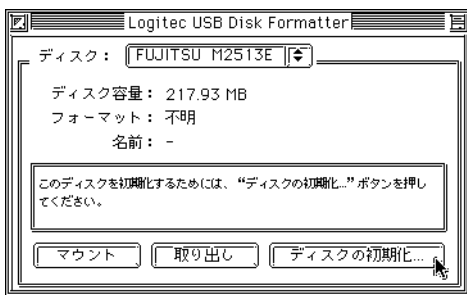 Logitec USB Disk Formatter
ディスク： FUJITSU M2513E
ディスク容量： 217.93 MB
フォーマット： 不明
名前： -
このディスクを初期化するためには、“ディスクの初期化...”ボタンを押し
てください。
マウント 取り出し ディスクの初期化...